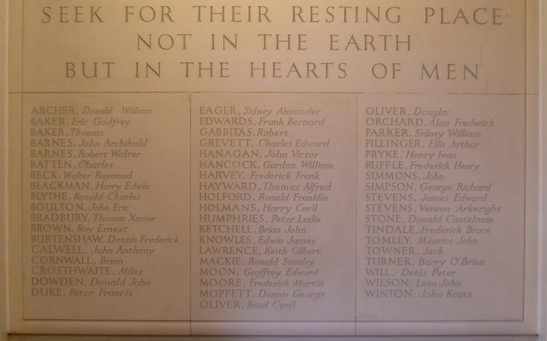 SEEK FOR THEIR RESTING PLACE
NOT IN THE EARTH
BUT IN THE HEARTS OF MEN
ARCHER, Donald William
BAKER, Eric Godfrey
BAKER, Thomas
BARNES, John Archibald
BARNES, Robert Walter
BATTEN, Charles
BECK, Walter Raymond
BLACKMAN, Harry Edwin
BLYTHE, Ronald Charles
BOULTON, John Eric
BRADBURY, Thomas Xavier
BROWN, Roy Ernest
BURTENSHAW, Dennis Frederick
CALWELL, John Anthony
CORNWALL, Brian
CROSTHWAITE, Miles
DOWDEN, Donald John
DUKE, Peter Francis
EAGER, Sidney Alexander
EDWARDS, Frank Bernard
GABBITAS, Robert
GREVETT, Charles Edward
HANAGAN, John Victor
HANCOCK, Gordon William
HARVEY, Frederick Frank
HAYWARD, Thomas Alfred
HOLFORD, Ronald Franklin
HOLMANS, Harry Cecil
HUMPHRIES, Peter Leslie
KETCHELL, Brian John
KNOWLES, Edwin James
LAWRENCE, Keith Gilbert
MACKIE, Ronald Stanley
MOON, Geoffrey Edward
MOORE, Frederick Martin
MOPPETT, Dennis George
OLIVER, Basil Cyril
OLIVER, Douglas
ORCHARD, Alan Frederick
PARKER, Sidney William
PILLINGER, Ellis Arthur
PRYKE, Henry Ivan
RUFFLE, Frederick Henry
SIMMONS, John
SIMPSON, George Richard
STEVENS, James Edward
STEVENS, Vernon Arkwright
STONE, Donald Castelman
TINDALE, Frederick Bruce
TOMLEY, Maurice John
TOWNER, Jack
TURNER, Barry O'Brien
WILL, Denis Peter
WILSON, Leon John
WINTON, John Keats